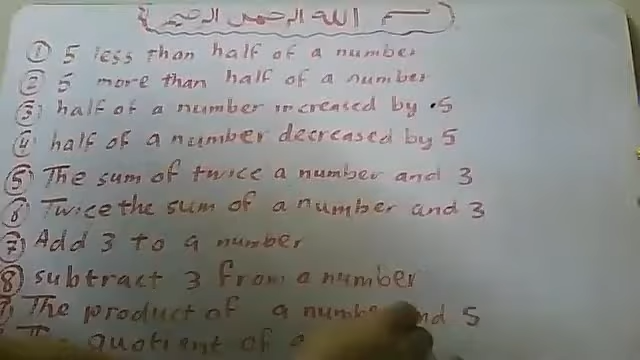 بسم الله الرحمن الرحيم
① 5 less than half of a number
② 5 more than half of a number
③ half of a number increased by 5
④ half of a number decreased by 5
⑤ The sum of twice a number and 3
⑥ Twice the sum of a number and 3
⑦ Add 3 to a number
⑧ subtract 3 from a number
The product of a number and 5
quotient of a